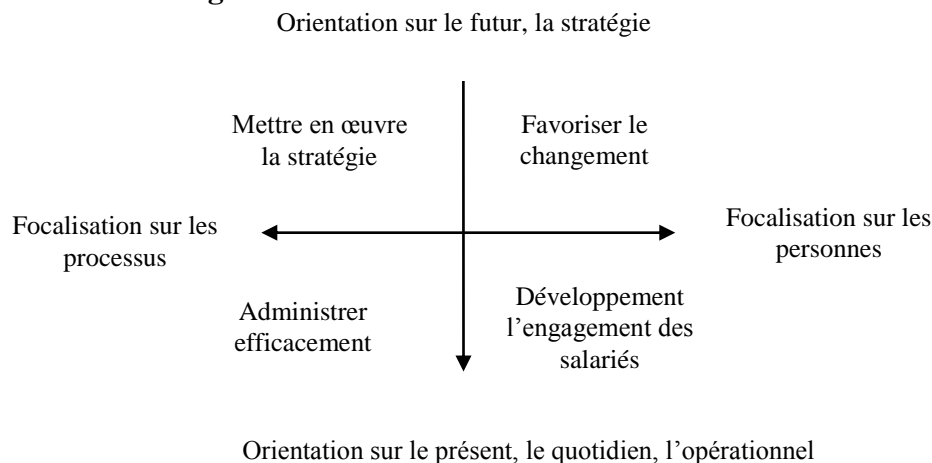 Orientation sur le futur, la stratégie
Mettre en œuvre
la stratégie
Favoriser le
changement
Focalisation sur les
processus
Focalisation sur les
personnes
Administrer
efficacement
Développement
l’engagement des
salariés
Orientation sur le présent, le quotidien, l’opérationnel